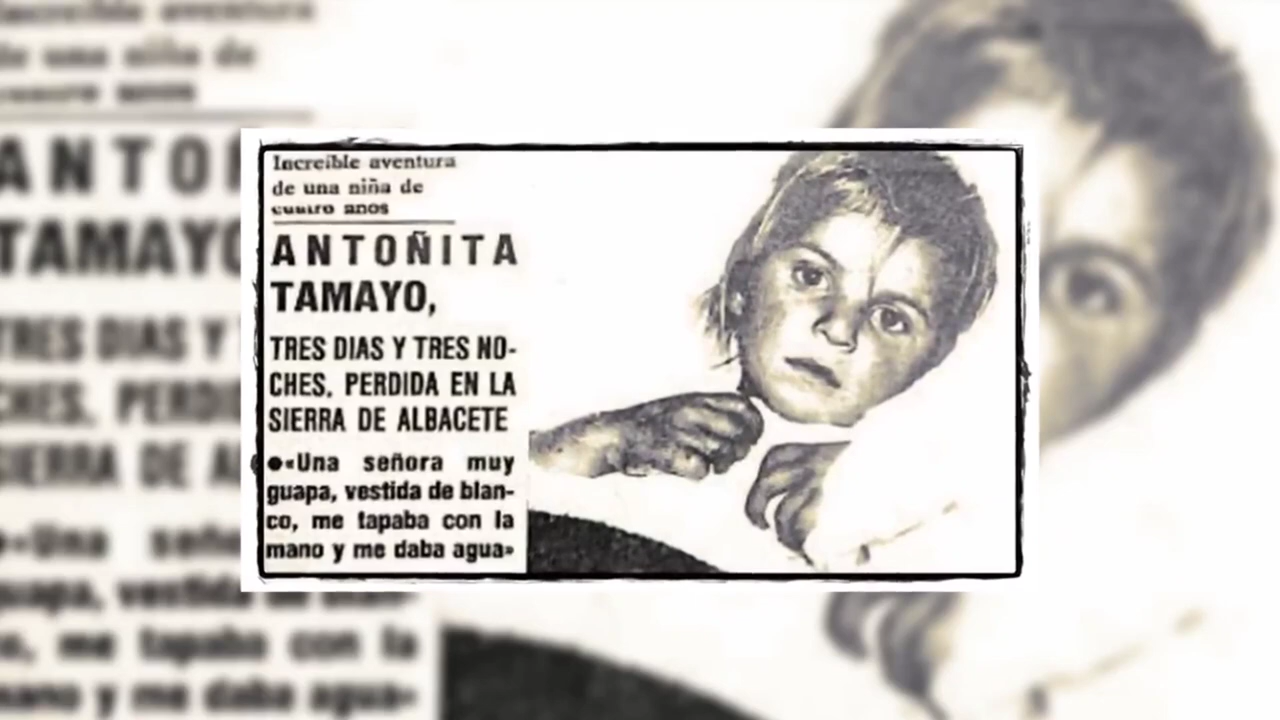 Increíble aventura
de una niña de
cuatro anos
ANTOÑITA
TAMAYO,
TRES DIAS Y TRES NO-
CHES, PERDIDA EN LA
SIERRA DE ALBACETE
●«Una señora muy
guapa, vestida de blan-
co, me tapaba con la
mano y me daba agua»